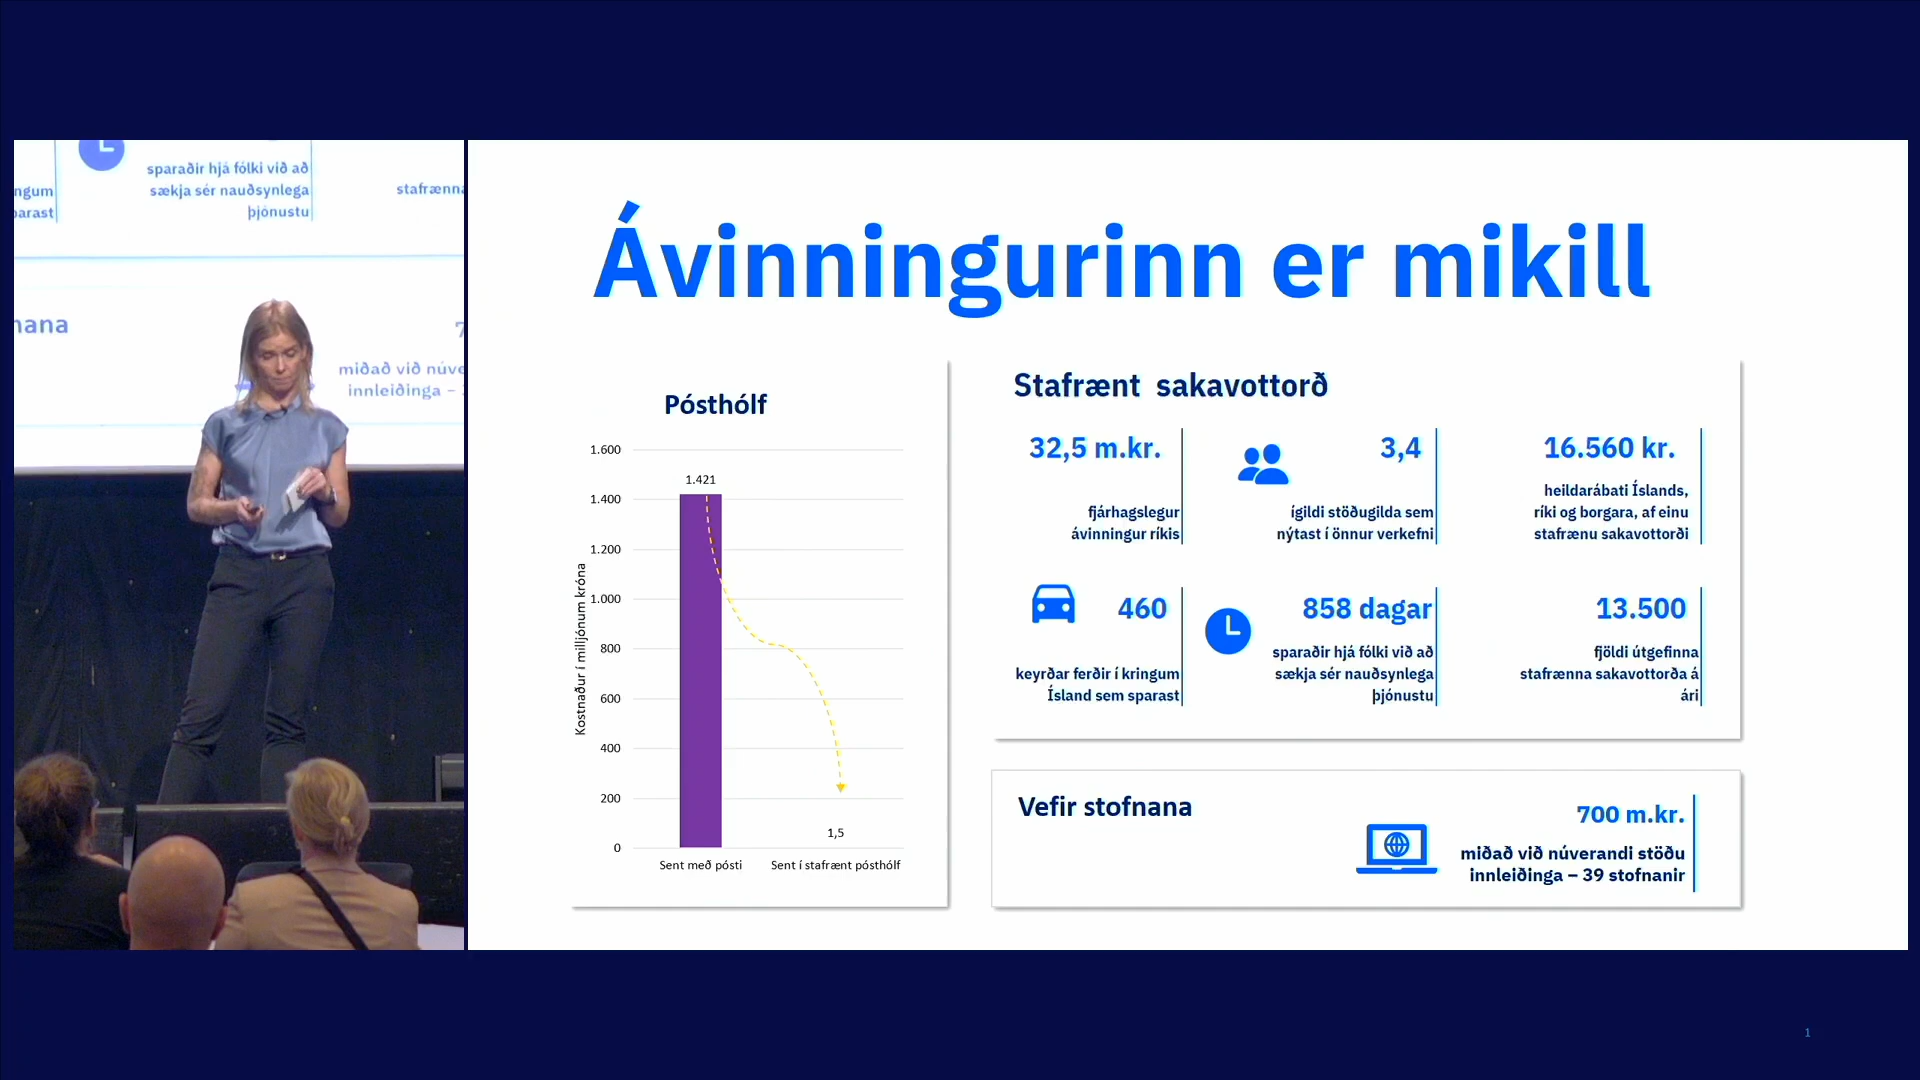 sparaðir hjá fólki við að
sækja sér nauðsynlega
þjónustu
stafrænna
miðað við núve
innleiðinga –
Ávinningurinn er mikill
Pósthólf
Kostnaður í milljónum króna
1.600
1.400
1.200
1.000
800
600
400
200
0
1.421
1,5
Sent með pósti
Sent í stafrænt pósthólf
Stafrænt sakavottorð
32,5 m.kr.
fjárhagslegur
ávinningur ríkis
3,4
ígildi stöðugilda sem
nýtast í önnur verkefni
16.560 kr.
heildarábati Íslands,
ríki og borgara, af einu
stafrænu sakavottorði
460
keyrðar ferðir í kringum
Ísland sem sparast
858 dagar
sparaðir hjá fólki við að
sækja sér nauðsynlega
þjónustu
13.500
fjöldi útgefinna
stafrænna sakavottorða á
ári
Vefir stofnana
700 m.kr.
miðað við núverandi stöðu
innleiðinga – 39 stofnanir
1